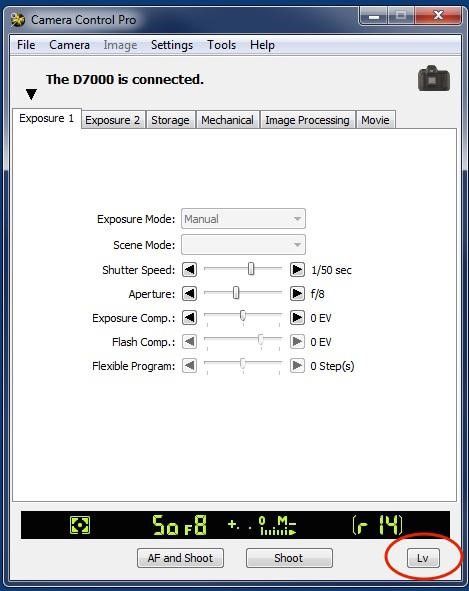 Camera Control Pro
File Camera Image Settings Tools Help
The D7000 is connected.
Exposure 1 Exposure 2 Storage Mechanical Image Processing Movie
Exposure Mode: Manual
Scene Mode:
Shutter Speed: 1/50 sec
Aperture: f/8
Exposure Comp.: 0 EV
Flash Comp.: 0 EV
Flexible Program: 0 Step(s)
50 F8 +. . 0 M- (r 14)
AF and Shoot Shoot Lv